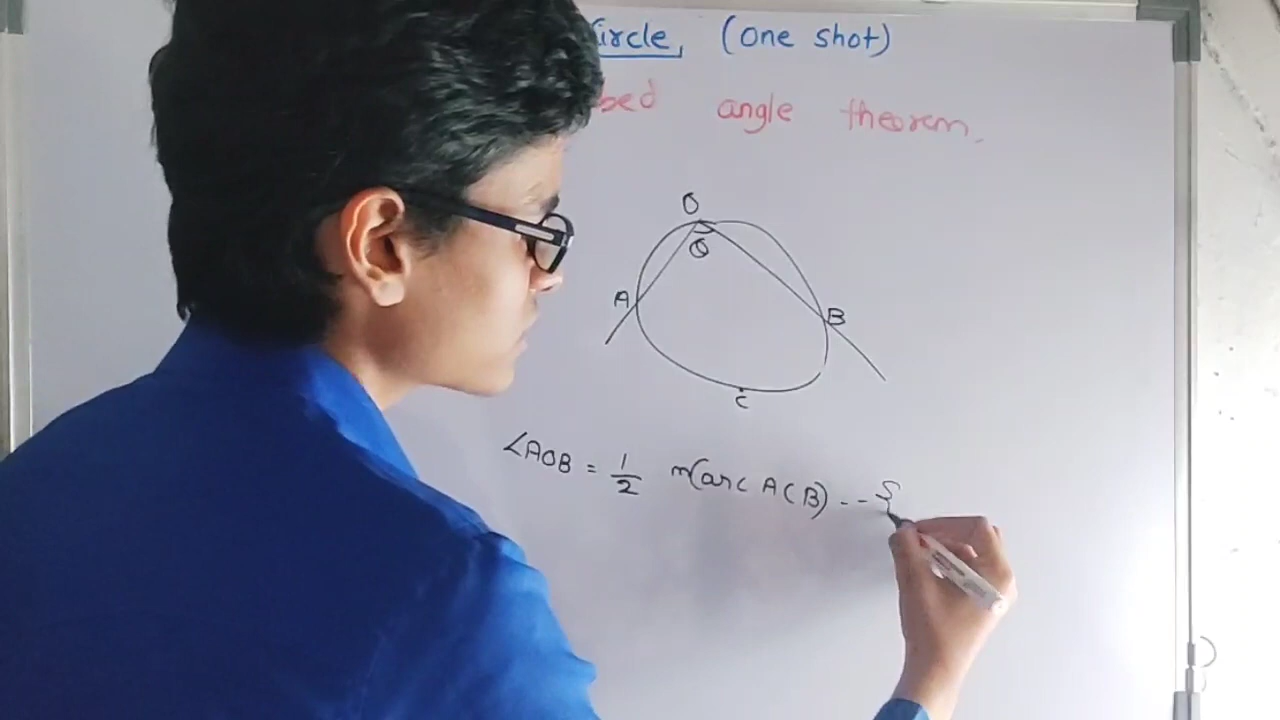 ircle, (one shot)
bed angle theorem.
O
θ
A
B
C
∠AOB = 1/2 m(arc ACB) - - {